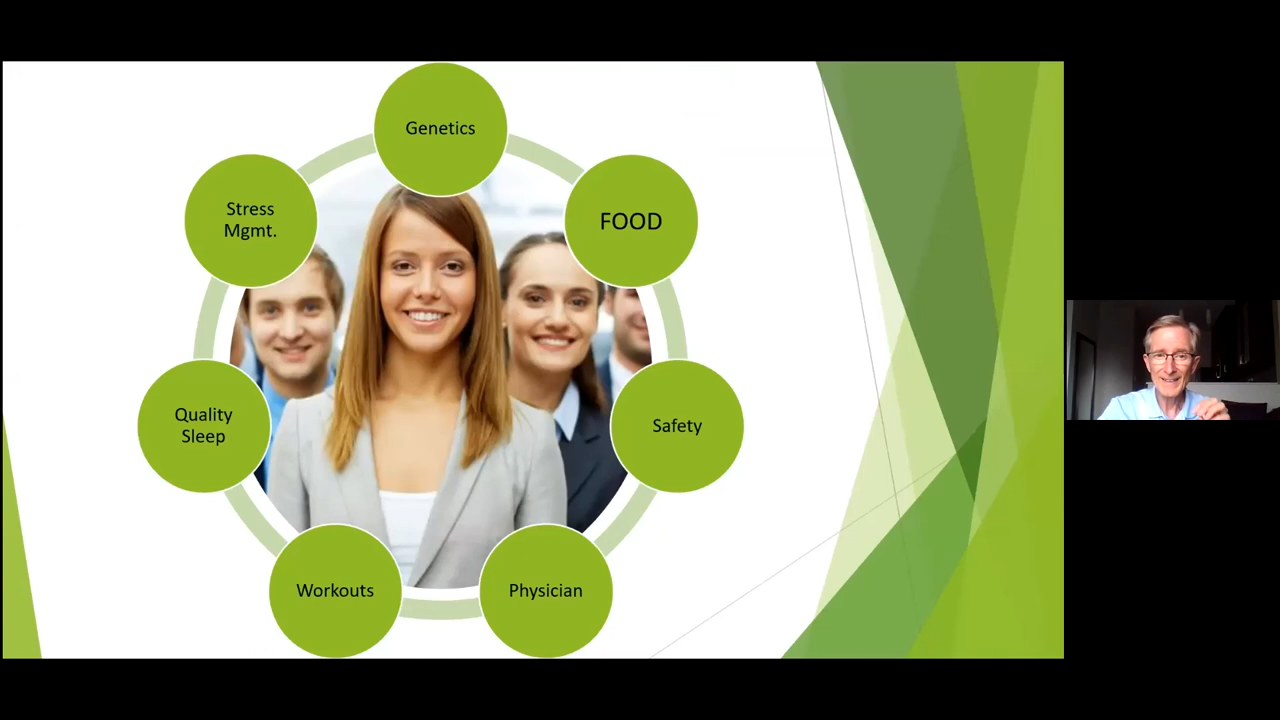 Genetics
FOOD
Safety
Physician
Workouts
Quality
Sleep
Stress
Mgmt.